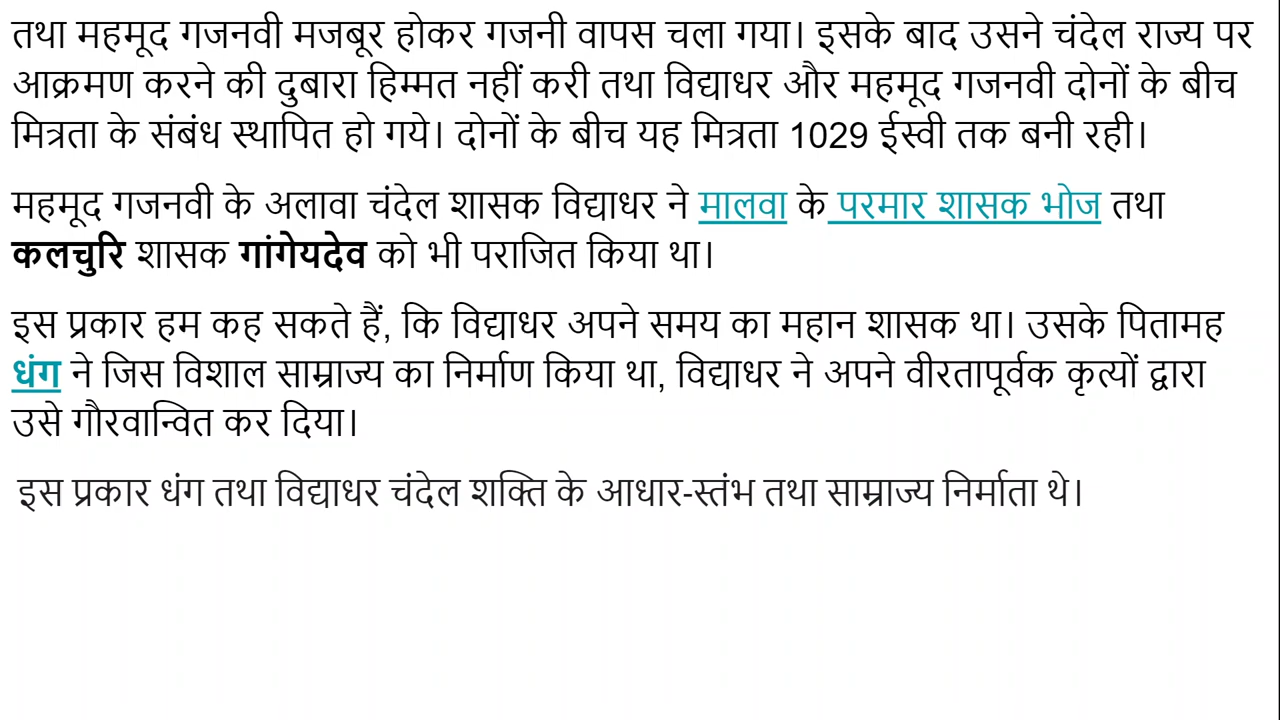 तथा महमूद गजनवी मजबूर होकर गजनी वापस चला गया। इसके बाद उसने चंदेल राज्य पर
आक्रमण करने की दुबारा हिम्मत नहीं करी तथा विद्याधर और महमूद गजनवी दोनों के बीच
मित्रता के संबंध स्थापित हो गये। दोनों के बीच यह मित्रता 1029 ईस्वी तक बनी रही।
महमूद गजनवी के अलावा चंदेल शासक विद्याधर ने मालवा के परमार शासक भोज तथा
कलचुरि शासक गांगेयदेव को भी पराजित किया था।
इस प्रकार हम कह सकते हैं, कि विद्याधर अपने समय का महान शासक था। उसके पितामह
धंग ने जिस विशाल साम्राज्य का निर्माण किया था, विद्याधर ने अपने वीरतापूर्वक कृत्यों द्वारा
उसे गौरवान्वित कर दिया।
इस प्रकार धंग तथा विद्याधर चंदेल शक्ति के आधार-स्तंभ तथा साम्राज्य निर्माता थे।